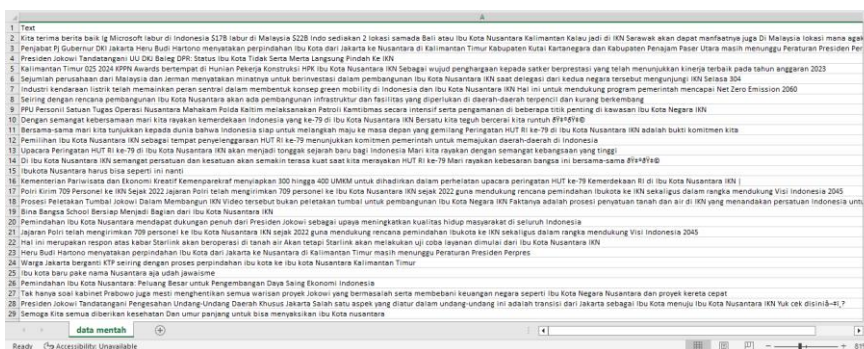 A
1 Text
2 Kita terima berita baik lg Microsoft labur di Indonesia $17B labur di Malaysia $22B Indo sediakan 2 lokasi samada Bali atau Ibu Kota Nusantara Kalimantan Kalau jadi di IKN Sarawak akan dapat manfaatnya juga Di Malaysia lokasi mana agak
3 Penjabat Pj Gubernur DKI Jakarta Heru Budi Hartono menyatakan perpindahan Ibu Kota dari Jakarta ke Nusantara di Kalimantan Timur Kabupaten Kutai Kartanegara dan Kabupaten Penajam Paser Utara masih menunggu Peraturan Presiden Per
4 Presiden Jokowi Tandatangani UU DKJ Baleg DPR: Status Ibu Kota Tidak Serta Merta Langsung Pindah ke IKN
5 Kalimantan Timur 025 2024 KPPN Awards bertempat di Hunian Pekerja Konstruksi HPK Ibu Kota Nusantara IKN Sebagai wujud penghargaan kepada satker berprestasi yang telah menunjukkan kinerja terbaik pada tahun anggaran 2023
6 Sejumlah perusahaan dari Malaysia dan Jerman menyatakan minatnya untuk berinvestasi dalam pembangunan Ibu Kota Nusantara IKN saat delegasi dari kedua negara tersebut mengunjungi IKN Selasa 304
7 Industri kendaraan listrik telah memainkan peran sentral dalam membentuk konsep green mobility di Indonesia dan Ibu Kota Nusantara IKN Hal ini untuk mendukung program pemerintah mencapai Net Zero Emission 2060
8 Seiring dengan rencana pembangunan Ibu Kota Nusantara akan ada pembangunan infrastruktur dan fasilitas yang diperlukan di daerah-daerah terpencil dan kurang berkembang
9 PPU Personil Satuan Tugas Operasi Nusantara Mahakam Polda Kaltim melaksanakan Patroli Kamtibmas secara intensif serta pengamanan di beberapa titik penting di kawasan Ibu Kota Negara IKN
10 Dengan semangat kebersamaan mari kita rayakan kemerdekaan Indonesia yang ke-79 di Ibu Kota Nusantara IKN Bersatu kita teguh bercerai kita runtuh
11 Bersama-sama mari kita tunjukkan kepada dunia bahwa Indonesia siap untuk melangkah maju ke masa depan yang gemilang Peringatan HUT RI ke-79 di Ibu Kota Nusantara IKN adalah bukti komitmen kita
12 Pemilihan Ibu Kota Nusantara IKN sebagai tempat penyelenggaraan HUT RI ke-79 menunjukkan komitmen pemerintah untuk memajukan daerah-daerah di Indonesia
13 Upacara Peringatan HUT RI ke-79 di Ibu Kota Nusantara IKN akan menjadi tonggak sejarah baru bagi Indonesia Mari kita rayakan dengan semangat kebangsaan yang tinggi
14 Di Ibu Kota Nusantara IKN semangat persatuan dan kesatuan akan semakin terasa kuat saat kita merayakan HUT RI ke-79 Mari rayakan kebesaran bangsa ini bersama-sama
15 Ibukota Nusantara harus bisa seperti ini nanti
16 Kementerian Pariwisata dan Ekonomi Kreatif Kemenparekraf menyiapkan 300 hingga 400 UMKM untuk dihadirkan dalam perhelatan upacara peringatan HUT ke-79 Kemerdekaan RI di Ibu Kota Nusantara IKN |
17 Polri Kirim 709 Personel ke IKN Sejak 2022 Jajaran Polri telah mengirimkan 709 personel ke Ibu Kota Nusantara IKN sejak 2022 guna mendukung rencana pemindahan Ibukota ke IKN sekaligus dalam rangka mendukung Visi Indonesia 2045
18 Prosesi Peletakan Tumbal Jokowi Dalam Membangun IKN Video tersebut bukan peletakan tumbal untuk pembangunan Ibu Kota Negara IKN Faktanya adalah prosesi penyatuan tanah dan air di IKN yang menandakan persatuan Indonesia untu
19 Bina Bangsa School Bersiap Menjadi Bagian dari Ibu Kota Nusantara IKN
20 Pemindahan Ibu Kota Nusantara mendapat dukungan penuh dari Presiden Jokowi sebagai upaya meningkatkan kualitas hidup masyarakat di seluruh Indonesia
21 Jajaran Polri telah mengirimkan 709 personel ke Ibu Kota Nusantara IKN sejak 2022 guna mendukung rencana pemindahan Ibukota ke IKN sekaligus dalam rangka mendukung Visi Indonesia 2045
22 Hal ini merupakan respon atas kabar Starlink akan beroperasi di tanah air Akan tetapi Starlink akan melakukan uji coba layanan dimulai dari Ibu Kota Nusantara IKN
23 Heru Budi Hartono menyatakan perpindahan Ibu Kota dari Jakarta ke Nusantara di Kalimantan Timur masih menunggu Peraturan Presiden Perpres
24 Warga Jakarta berganti KTP seiring dengan proses perpindahan ibu kota ke ibu kota Nusantara Kalimantan Timur
25 Ibu kota baru pake nama Nusantara aja udah jawaisme
26 Pemindahan Ibu Kota Nusantara: Peluang Besar untuk Pengembangan Daya Saing Ekonomi Indonesia
27 Tak hanya soal kabinet Prabowo juga mesti menghentikan semua warisan proyek Jokowi yang bermasalah serta membebani keuangan negara seperti Ibu Kota Negara Nusantara dan proyek kereta cepat
28 Presiden Jokowi Tandatangani Pengesahan Undang-Undang Daerah Khusus Jakarta Salah satu aspek yang diatur dalam undang-undang ini adalah transisi dari Jakarta sebagai Ibu Kota menuju Ibu Kota Nusantara IKN Yuk cek
29 Semoga Kita semua diberikan kesehatan Dan umur panjang untuk bisa menyaksikan ibu kota nusantara
data mentah
Ready Accessibility: Unavailable